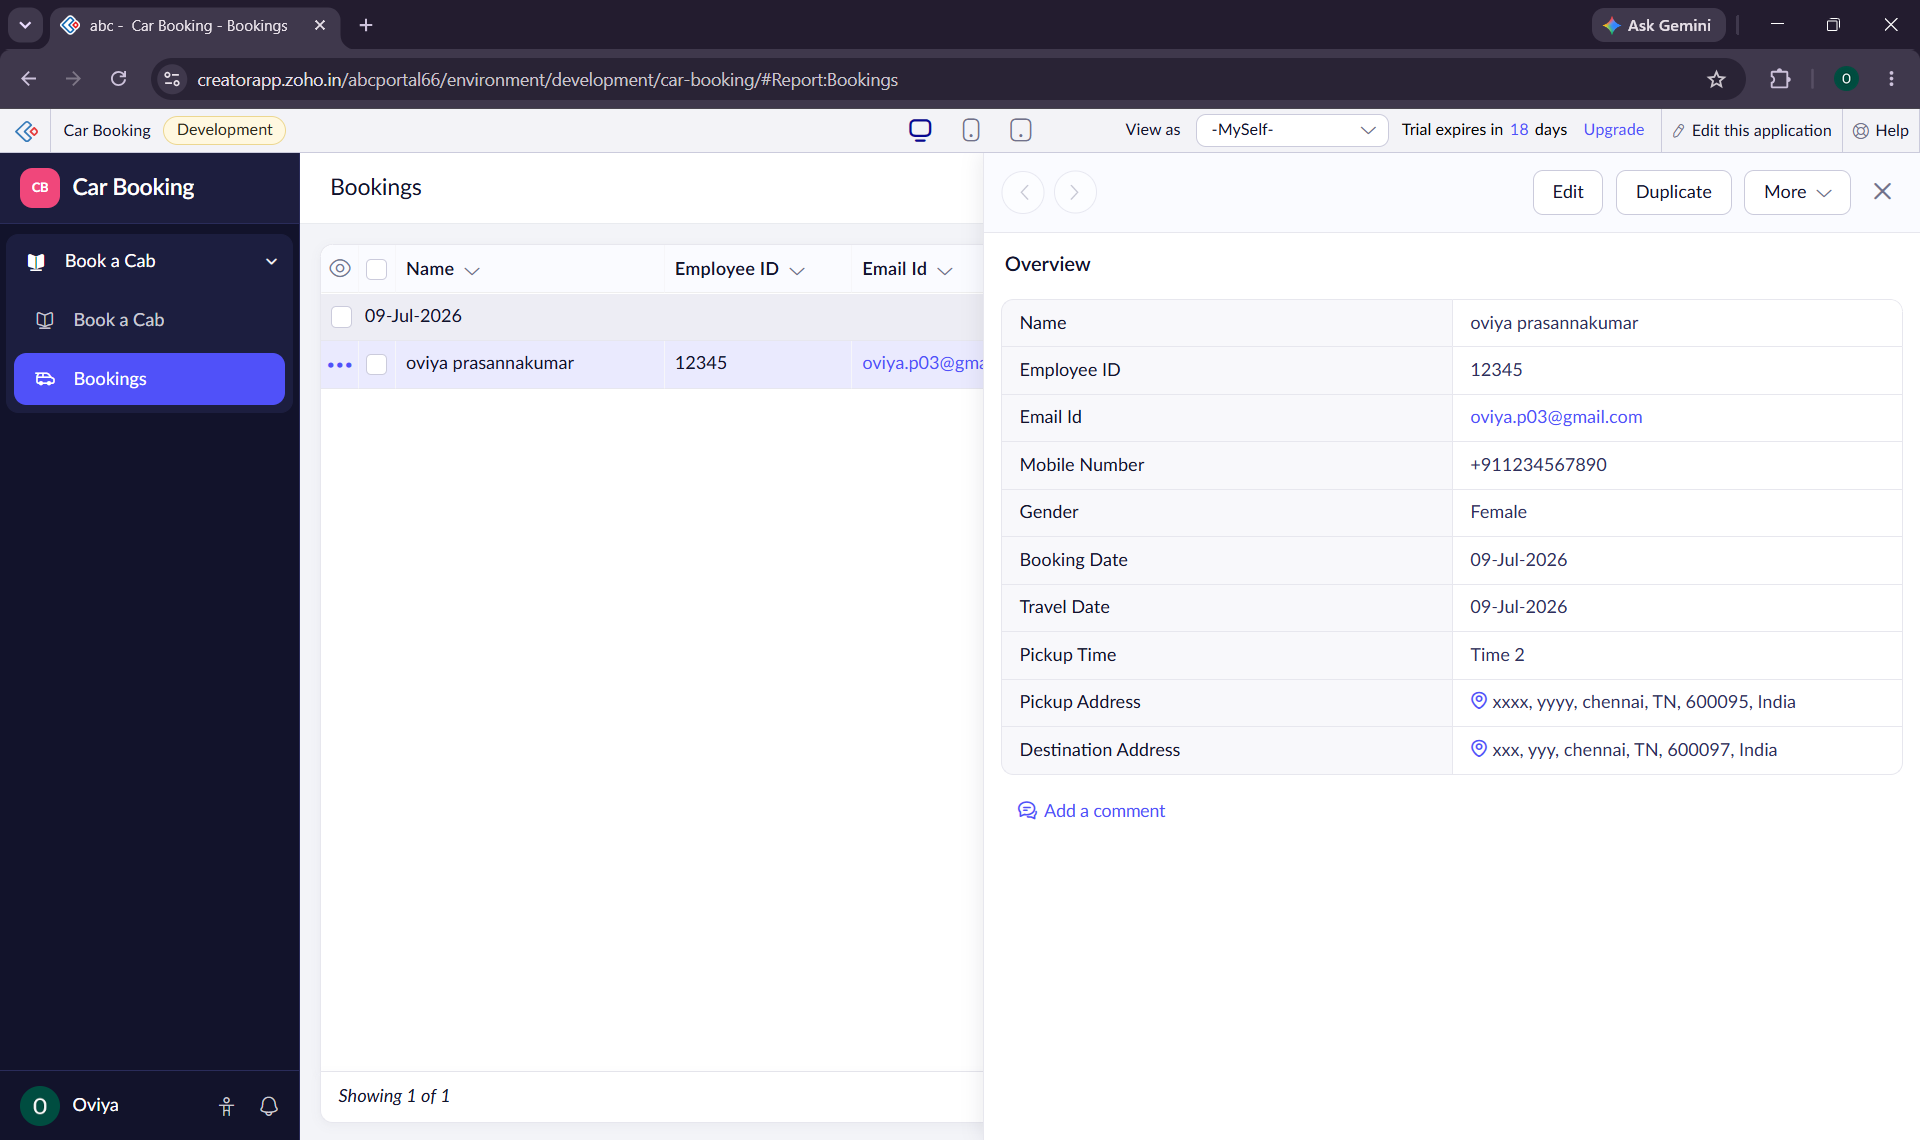 abc - Car Booking - Bookings
Ask Gemini
creatorapp.zoho.in/abcportal66/environment/development/car-booking/#Report:Bookings
O
Car Booking
Development
View as
-MySelf-
Trial expires in 18 days
Upgrade
Edit this application
Help
CB
Car Booking
Book a Cab
Book a Cab
Bookings
O
Oviya
Bookings
Name
Employee ID
Email Id
09-Jul-2026
oviya prasannakumar
12345
oviya.p03@gma
Showing 1 of 1
Edit
Duplicate
More
Overview
Name
oviya prasannakumar
Employee ID
12345
Email Id
oviya.p03@gmail.com
Mobile Number
+911234567890
Gender
Female
Booking Date
09-Jul-2026
Travel Date
09-Jul-2026
Pickup Time
Time 2
Pickup Address
xxxx, yyyy, chennai, TN, 600095, India
Destination Address
xxx, yyy, chennai, TN, 600097, India
Add a comment